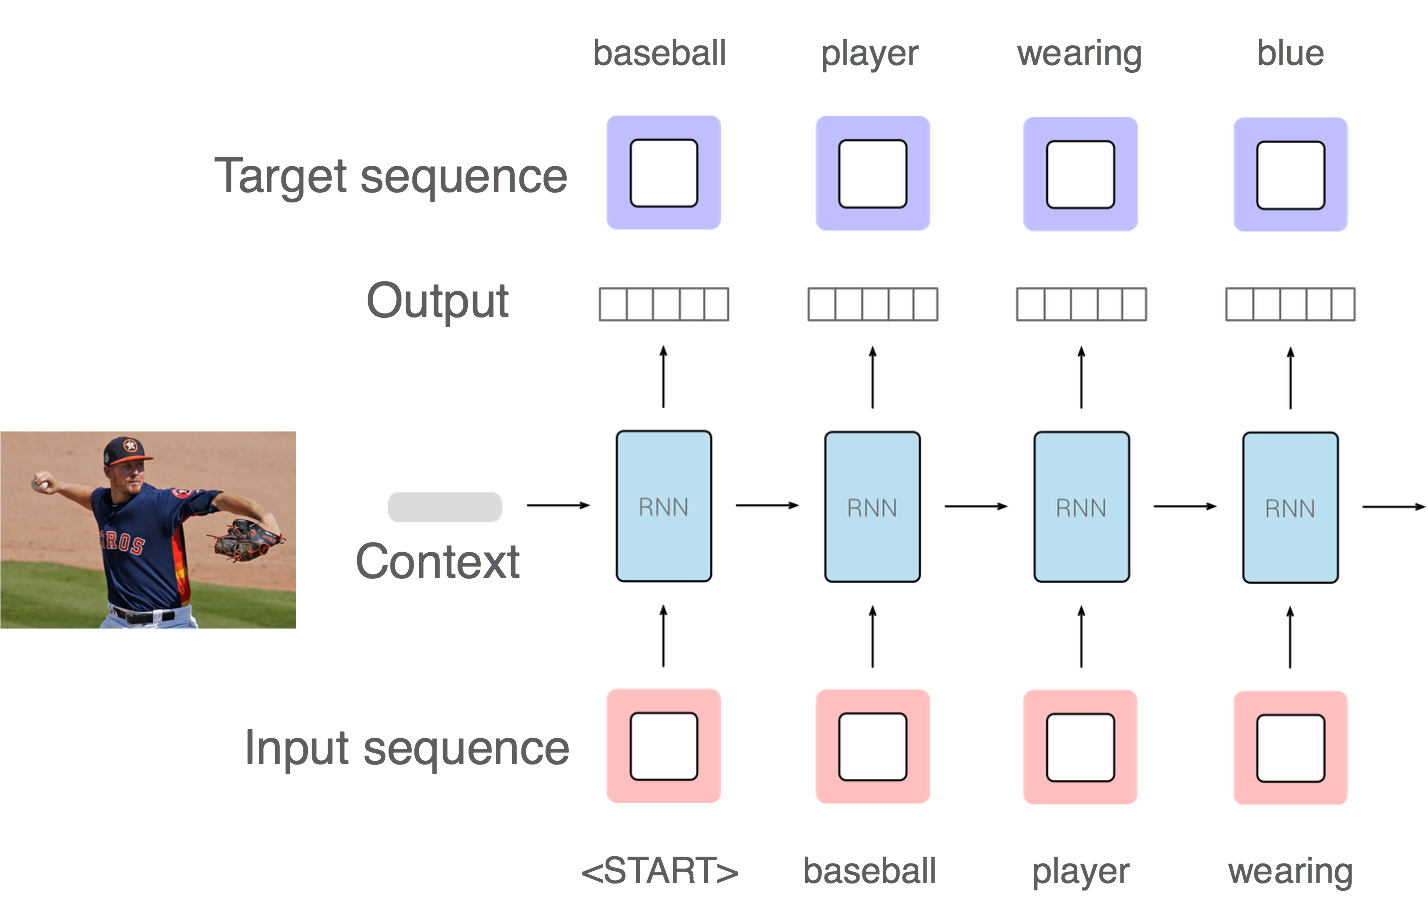 baseball player wearing blue
Target sequence
Output
RNN RNN RNN RNN
Context
Input sequence
<START> baseball player wearing